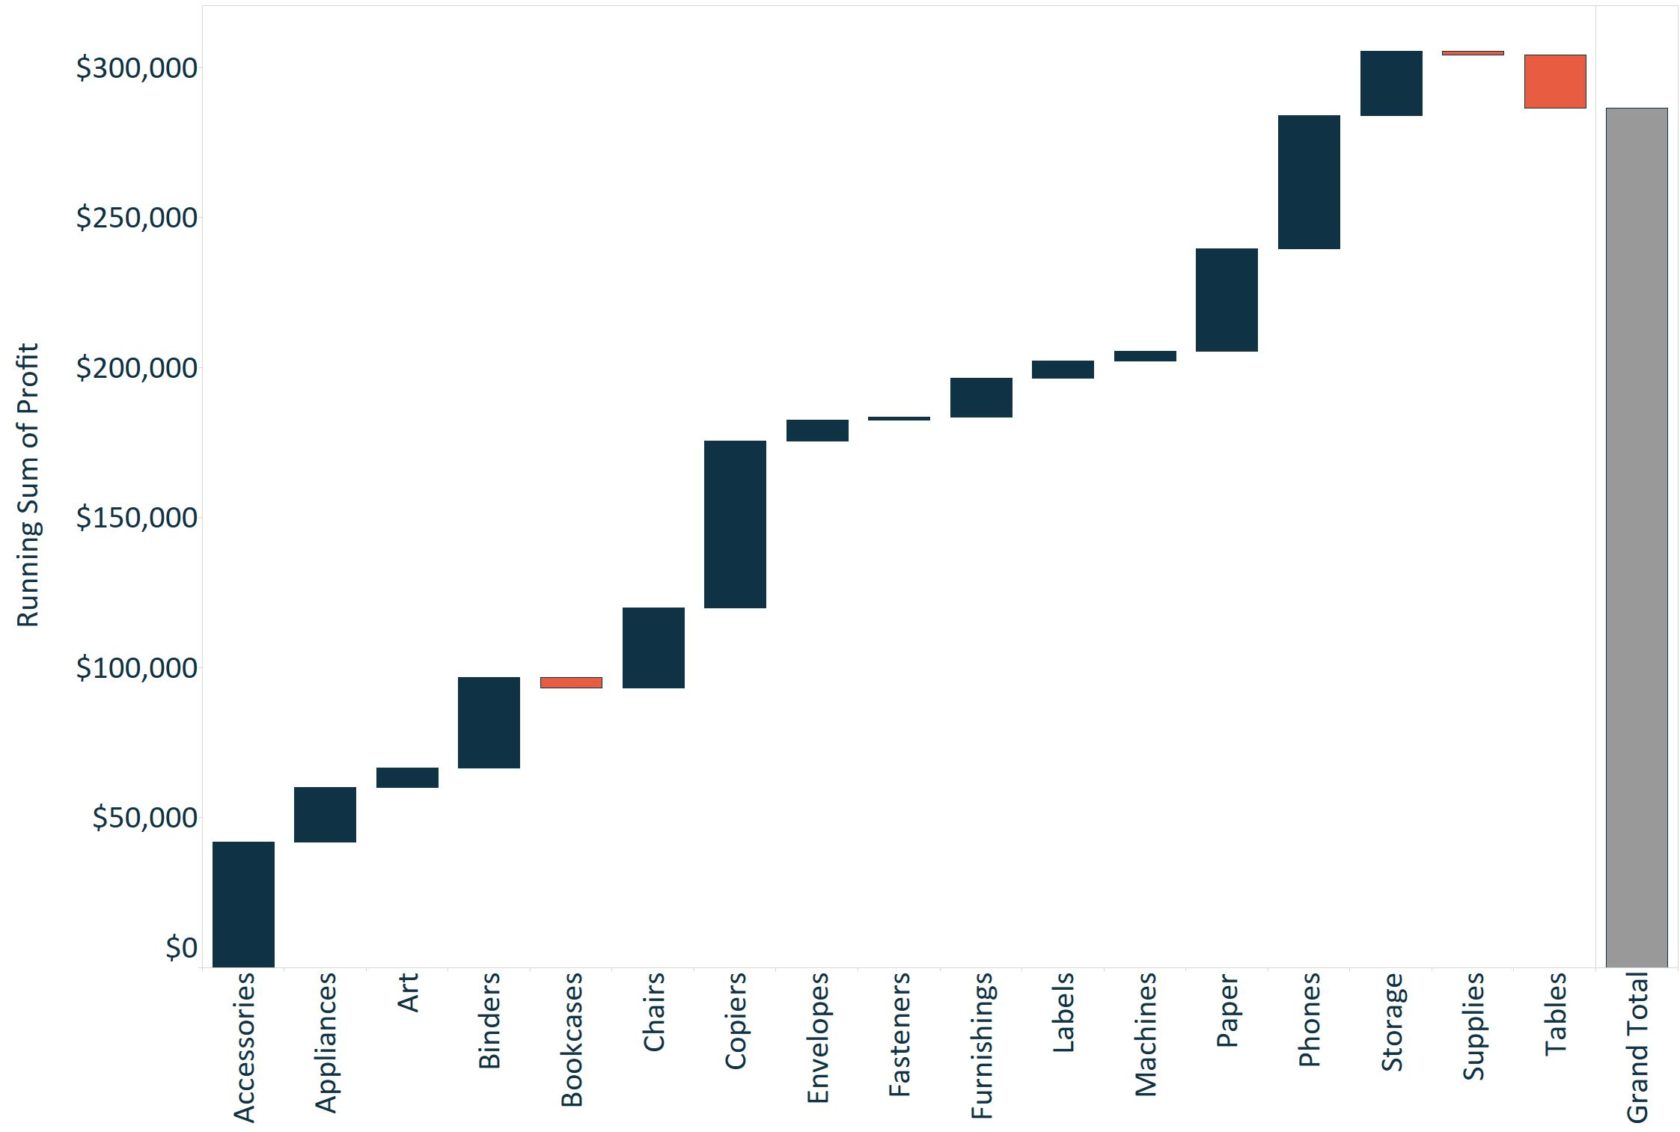 $300,000
$250,000
$200,000
$150,000
$100,000
$50,000
$0
Running Sum of Profit
Accessories
Appliances
Art
Binders
Bookcases
Chairs
Copiers
Envelopes
Fasteners
Furnishings
Labels
Machines
Paper
Phones
Storage
Supplies
Tables
Grand Total